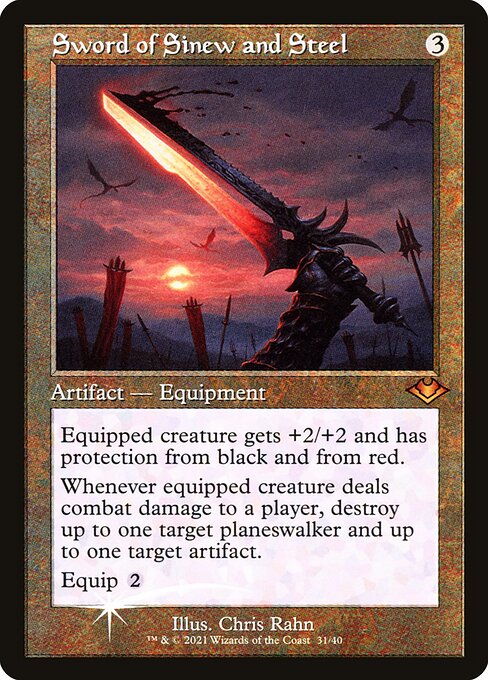 Sword of Sinew and Steel 3
Artifact — Equipment
Equipped creature gets +2/+2 and has
protection from black and from red.
Whenever equipped creature deals
combat damage to a player, destroy
up to one target planeswalker and up
to one target artifact.
Equip 2
Illus. Chris Rahn
™ & © 2021 Wizards of the Coast 31/40